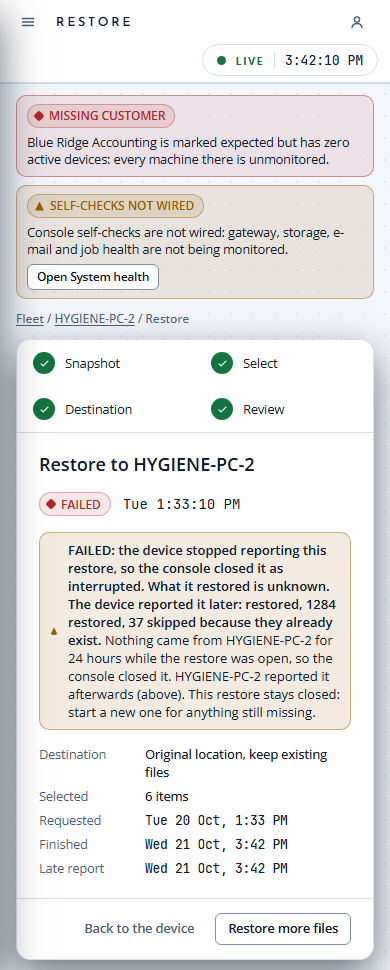 RESTORE
LIVE 3:42:10 PM
MISSING CUSTOMER
Blue Ridge Accounting is marked expected but has zero
active devices: every machine there is unmonitored.
SELF-CHECKS NOT WIRED
Console self-checks are not wired: gateway, storage, e-
mail and job health are not being monitored.
Open System health
Fleet / HYGIENE-PC-2 / Restore
Snapshot
Select
Destination
Review
Restore to HYGIENE-PC-2
FAILED Tue 1:33:10 PM
FAILED: the device stopped reporting this
restore, so the console closed it as
interrupted. What it restored is unknown.
The device reported it later: restored, 1284
restored, 37 skipped because they already
exist. Nothing came from HYGIENE-PC-2 for
24 hours while the restore was open, so the
console closed it. HYGIENE-PC-2 reported it
afterwards (above). This restore stays closed:
start a new one for anything still missing.
Destination Original location, keep existing
files
Selected 6 items
Requested Tue 20 Oct, 1:33 PM
Finished Wed 21 Oct, 3:42 PM
Late report Wed 21 Oct, 3:42 PM
Back to the device
Restore more files